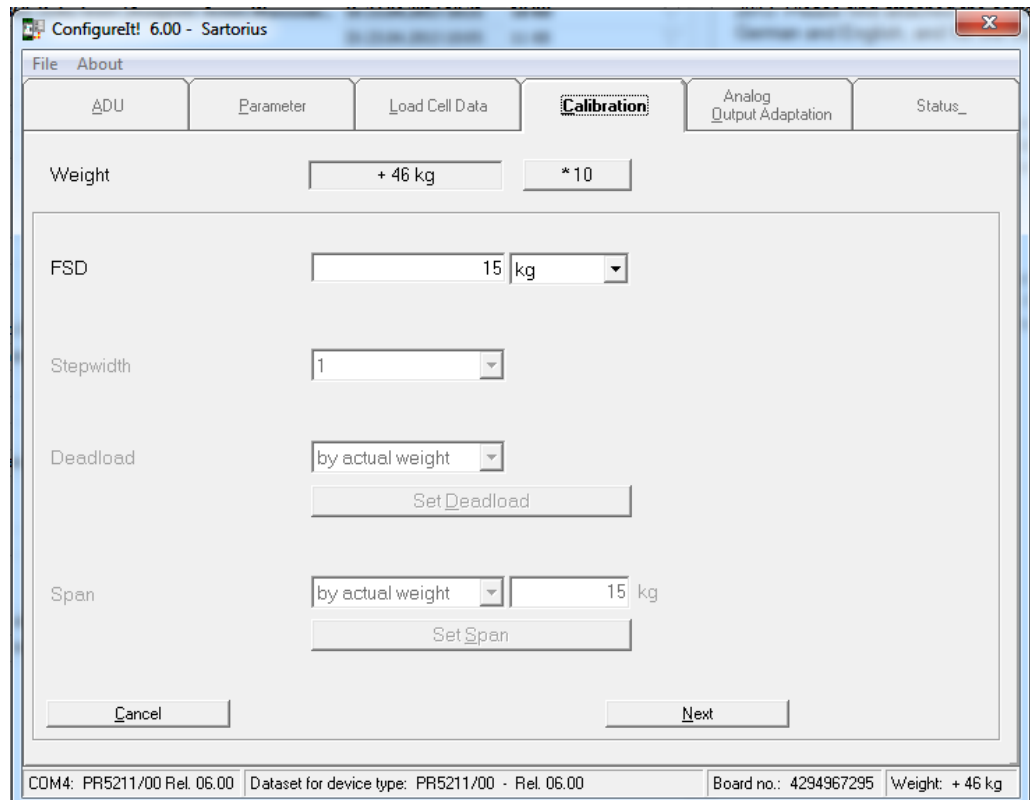 ConfigureIt! 6.00 - Sartorius
File About
ADU Parameter Load Cell Data Calibration Analog Output Adaptation Status_
Weight + 46 kg * 10
FSD 15 kg
Stepwidth 1
Deadload by actual weight
Set Deadload
Span by actual weight 15 kg
Set Span
Cancel Next
COM4: PR5211/00 Rel. 06.00 Dataset for device type: PR5211/00 - Rel. 06.00 Board no.: 4294967295 Weight: + 46 kg